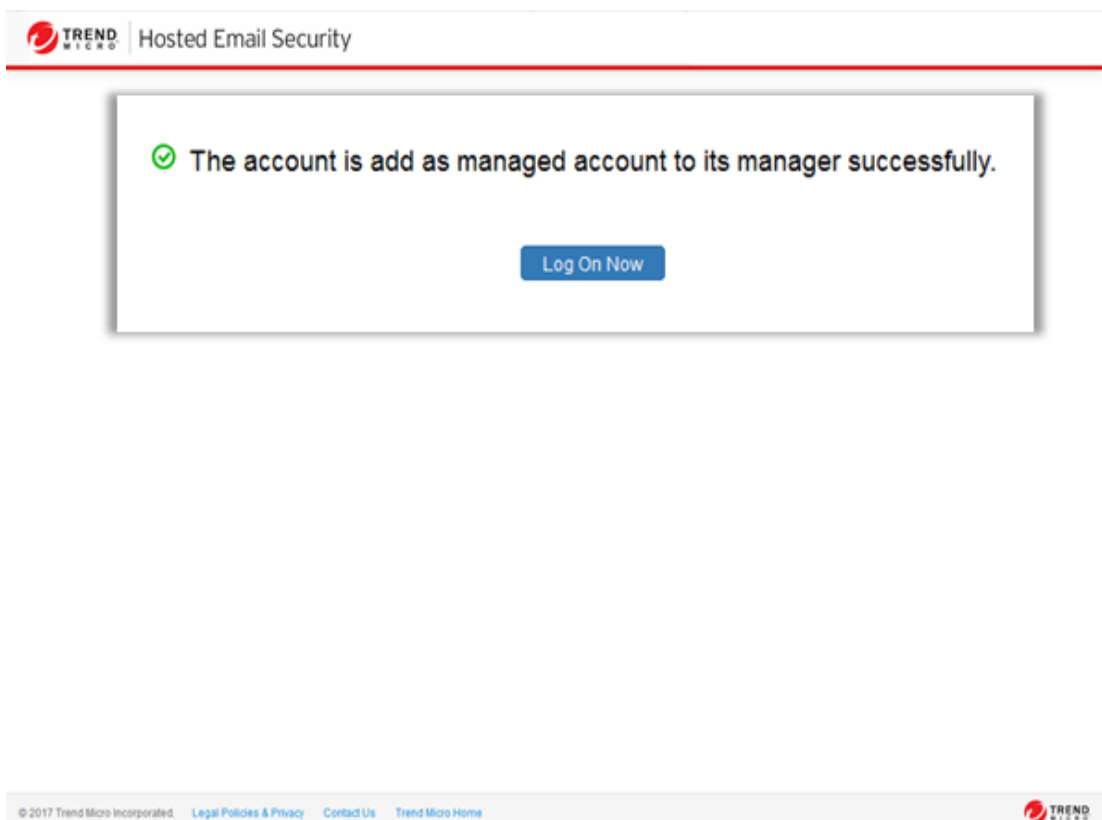 TREND MICRO Hosted Email Security
The account is add as managed account to its manager successfully.
Log On Now
© 2017 Trend Micro Incorporated. Legal Policies & Privacy Contact Us Trend Micro Home TREND MICRO